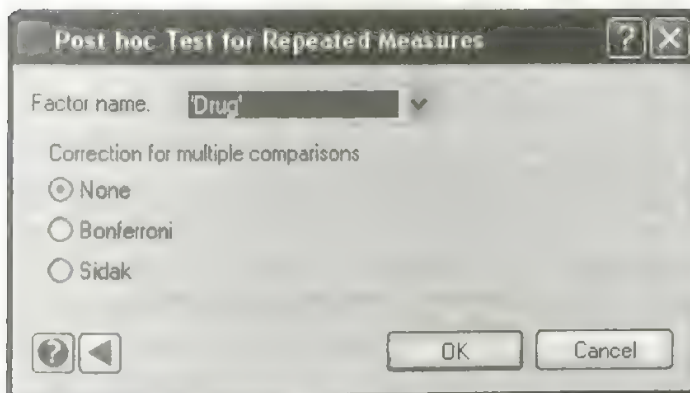 Post hoc Test for Repeated Measures
Factor name. 'Drug'
Correction for multiple comparisons
None
Bonferroni
Sidak
OK
Cancel